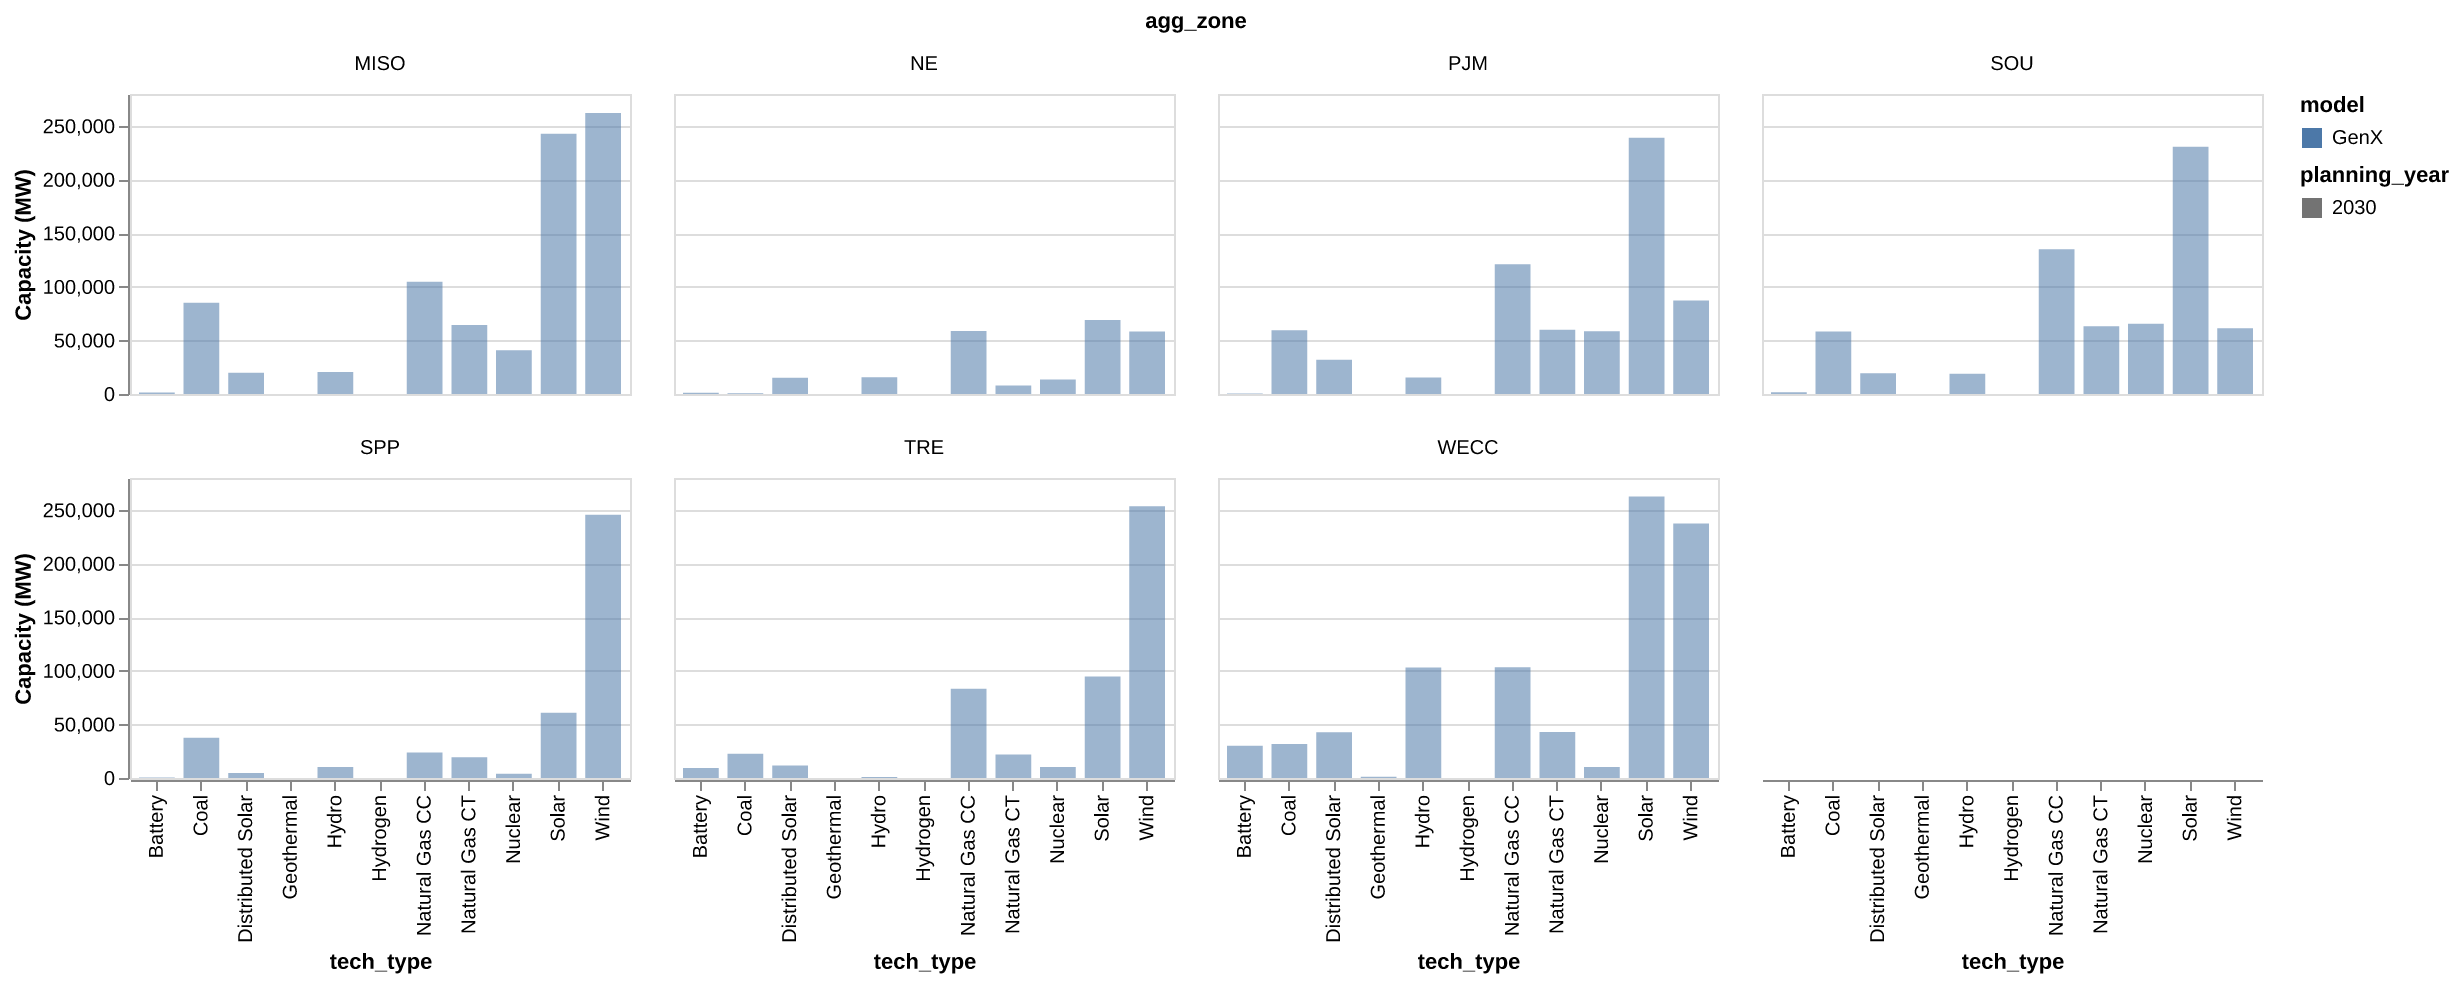 agg_zone
MISO
NE
PJM
SOU
Capacity (MW)
250,000
200,000
150,000
100,000
50,000
0
model
GenX
planning_year
2030
SPP
TRE
WECC
Capacity (MW)
250,000
200,000
150,000
100,000
50,000
0
Battery
Coal
Distributed Solar
Geothermal
Hydro
Hydrogen
Natural Gas CC
Natural Gas CT
Nuclear
Solar
Wind
tech_type
Battery
Coal
Distributed Solar
Geothermal
Hydro
Hydrogen
Natural Gas CC
Natural Gas CT
Nuclear
Solar
Wind
tech_type
Battery
Coal
Distributed Solar
Geothermal
Hydro
Hydrogen
Natural Gas CC
Natural Gas CT
Nuclear
Solar
Wind
tech_type
Battery
Coal
Distributed Solar
Geothermal
Hydro
Hydrogen
Natural Gas CC
Natural Gas CT
Nuclear
Solar
Wind
tech_type